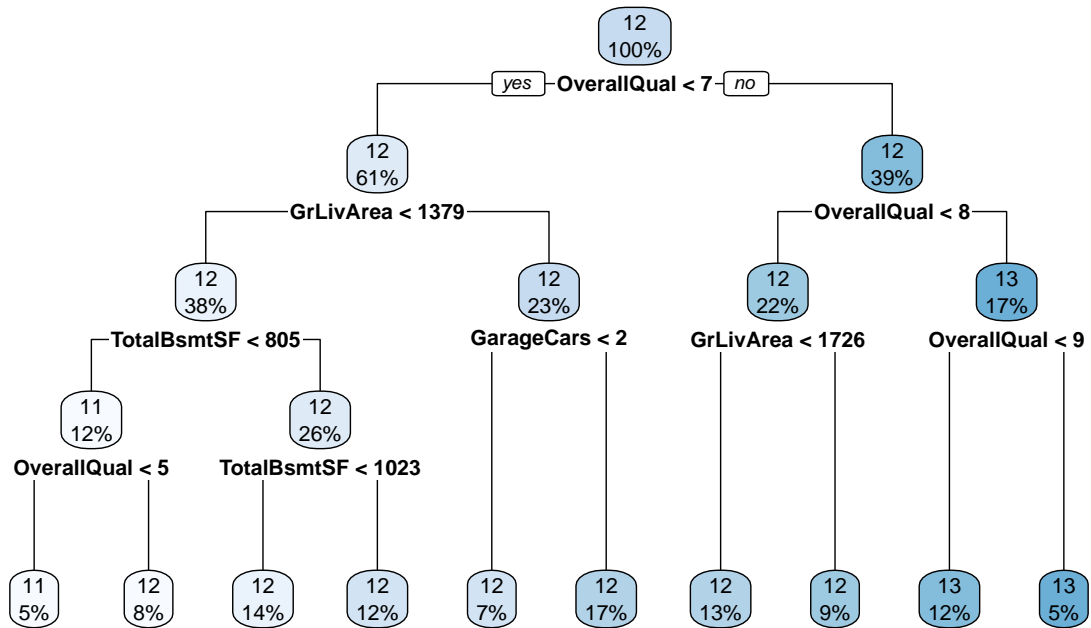 12
100%
yes OverallQual < 7 no
12 12
61% 39%
GrLivArea < 1379 OverallQual < 8
12 12 12 13
38% 23% 22% 17%
TotalBsmtSF < 805 GarageCars < 2 GrLivArea < 1726 OverallQual < 9
11 12
12% 26%
OverallQual < 5 TotalBsmtSF < 1023
11 12 12 12 12 12 12 12 13 13
5% 8% 14% 12% 7% 17% 13% 9% 12% 5%